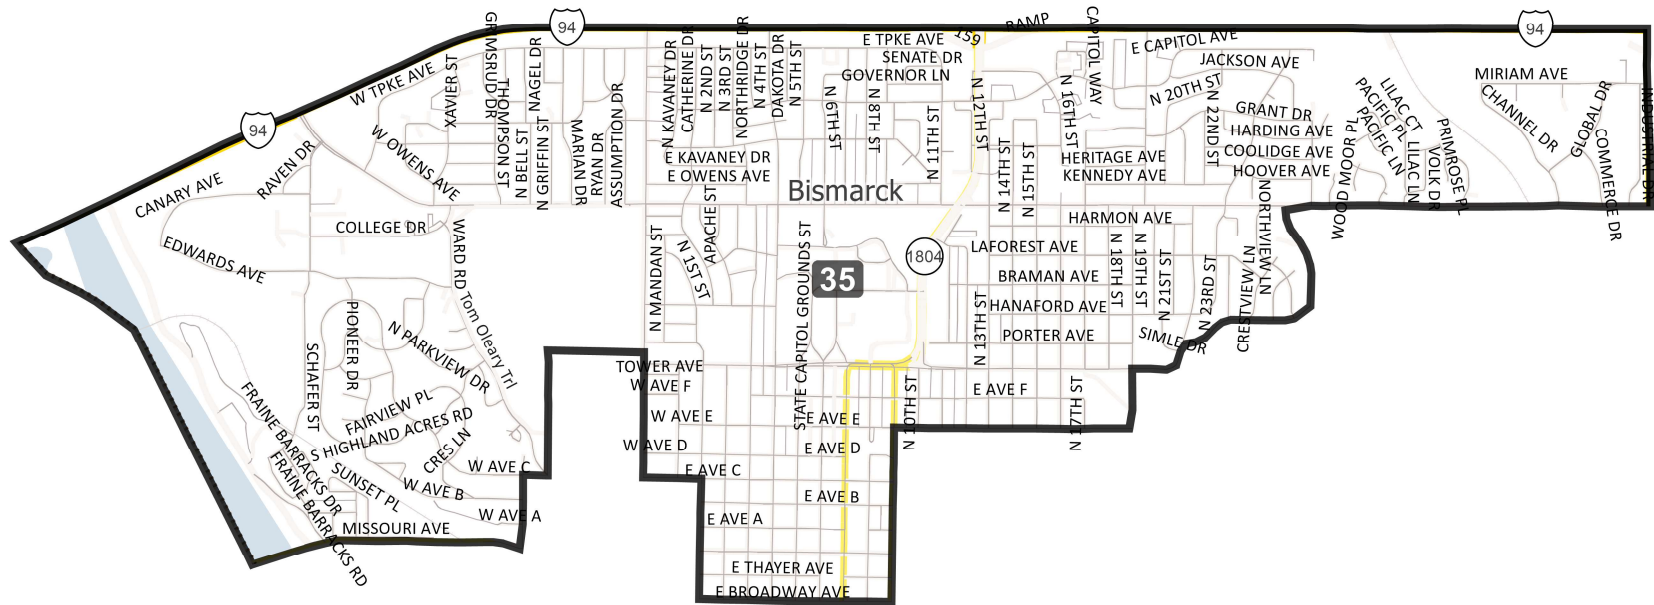 94
94
94
159
RAMP
W TPKE AVE
XAVIER ST
GRIMSRUD DR
THOMPSON ST
NAGEL DR
N BELL ST
N GRIFFIN ST
MARIAN DR
RYAN DR
ASSUMPTION DR
N KAVANEY DR
CATHERINE DR
N 2ND ST
N 3RD ST
NORTHRIDGE DR
N 4TH ST
DAKOTA DR
N 5TH ST
N 6TH ST
N 8TH ST
N 11TH ST
E TPKE AVE
SENATE DR
GOVERNOR LN
N 12TH ST
CAPITOL WAY
N 16TH ST
E CAPITOL AVE
JACKSON AVE
N 20TH ST
N 22ND ST
GRANT DR
HARDING AVE
COOLIDGE AVE
HOOVER AVE
LILAC CT
PACIFIC PL
PACIFIC LN
LILAC LN
WOOD MOOR PL
PRIMROSE PL
VOLK DR
MIRIAM AVE
CHANNEL DR
GLOBAL DR
COMMERCE DR
INDUSTRIAL DR
RAVEN DR
CANARY AVE
W OWENS AVE
E KAVANEY DR
E OWENS AVE
Bismarck
N 14TH ST
N 15TH ST
HERITAGE AVE
KENNEDY AVE
COLLEGE DR
EDWARDS AVE
WARD RD
Tom Oleary Trl
N MANDAN ST
N 1ST ST
APACHE ST
STATE CAPITOL GROUNDS ST
35
1804
HARMON AVE
LAFOREST AVE
BRAMAN AVE
HANAFORD AVE
PORTER AVE
N 13TH ST
N 18TH ST
N 19TH ST
N 21ST ST
N 23RD ST
SIMLE DR
CRESTVIEW LN
NORTHVIEW LN
SCHAFER ST
PIONEER DR
N PARKVIEW DR
FAIRVIEW PL
S HIGHLAND ACRES RD
CRES LN
FRAINE BARRACKS DR
FRAINE BARRACKS RD
SUNSET PL
W AVE C
W AVE B
W AVE A
MISSOURI AVE
TOWER AVE
W AVE F
W AVE E
W AVE D
E AVE C
E AVE A
E AVE E
E AVE D
E AVE B
N 10TH ST
E AVE F
N 17TH ST
E THAYER AVE
E BROADWAY AVE